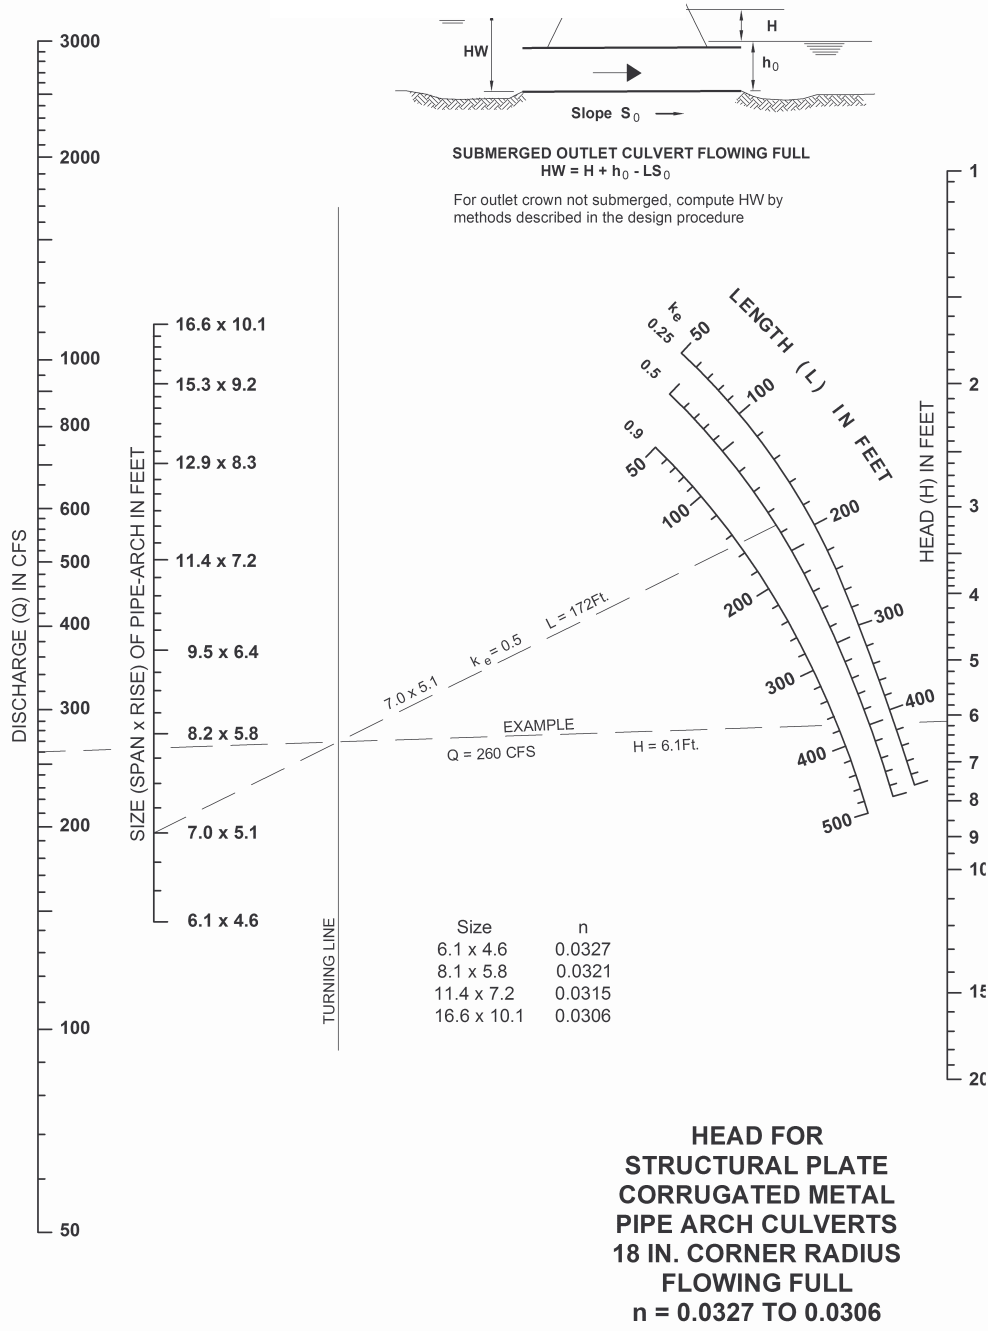 HW
H
h0
Slope S0
SUBMERGED OUTLET CULVERT FLOWING FULL
HW = H + h0 - LS0
For outlet crown not submerged, compute HW by
methods described in the design procedure
DISCHARGE (Q) IN CFS
3000
2000
1000
800
600
500
400
300
200
100
50
SIZE (SPAN x RISE) OF PIPE-ARCH IN FEET
16.6 x 10.1
15.3 x 9.2
12.9 x 8.3
11.4 x 7.2
9.5 x 6.4
8.2 x 5.8
7.0 x 5.1
6.1 x 4.6
TURNING LINE
LENGTH (L) IN FEET
ke
0.25
50
100
200
300
400
0.5
0.9
50
100
200
300
400
500
7.0 x 5.1
ke = 0.5
L = 172Ft.
EXAMPLE
Q = 260 CFS
H = 6.1Ft.
HEAD (H) IN FEET
1
2
3
4
5
6
7
8
9
10
15
20
Size n
6.1 x 4.6 0.0327
8.1 x 5.8 0.0321
11.4 x 7.2 0.0315
16.6 x 10.1 0.0306
HEAD FOR
STRUCTURAL PLATE
CORRUGATED METAL
PIPE ARCH CULVERTS
18 IN. CORNER RADIUS
FLOWING FULL
n = 0.0327 TO 0.0306